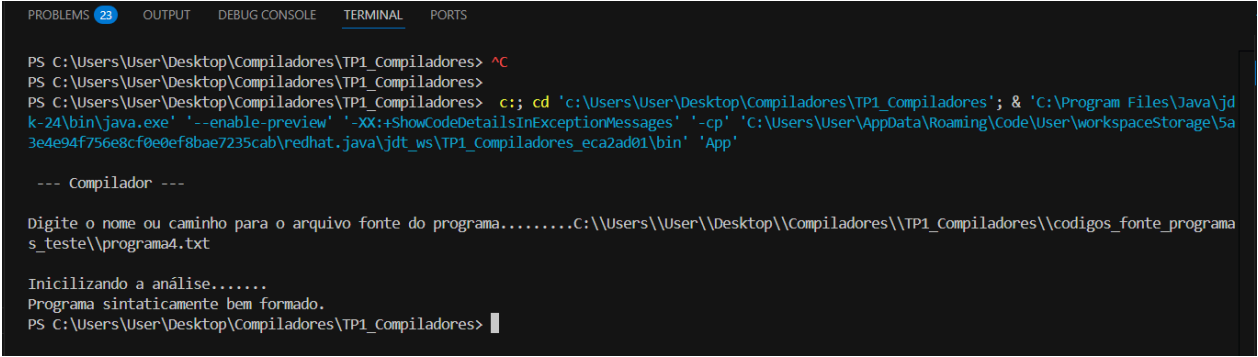 PROBLEMS 23 OUTPUT DEBUG CONSOLE TERMINAL PORTS
PS C:\Users\User\Desktop\Compiladores\TP1_Compiladores> ^C
PS C:\Users\User\Desktop\Compiladores\TP1_Compiladores>
PS C:\Users\User\Desktop\Compiladores\TP1_Compiladores>  c:; cd 'c:\Users\User\Desktop\Compiladores\TP1_Compiladores'; & 'C:\Program Files\Java\jd
k-24\bin\java.exe' '--enable-preview' '-XX:+ShowCodeDetailsInExceptionMessages' '-cp' 'C:\Users\User\AppData\Roaming\Code\User\workspaceStorage\5a
3e4e94f756e8cf0e0ef8bae7235cab\redhat.java\jdt_ws\TP1_Compiladores_eca2ad01\bin' 'App'
--- Compilador ---
Digite o nome ou caminho para o arquivo fonte do programa.........C:\\Users\\User\\Desktop\\Compiladores\\TP1_Compiladores\\codigos_fonte_programa
s_teste\\programa4.txt
Inicilizando a análise.......
Programa sintaticamente bem formado.
PS C:\Users\User\Desktop\Compiladores\TP1_Compiladores>